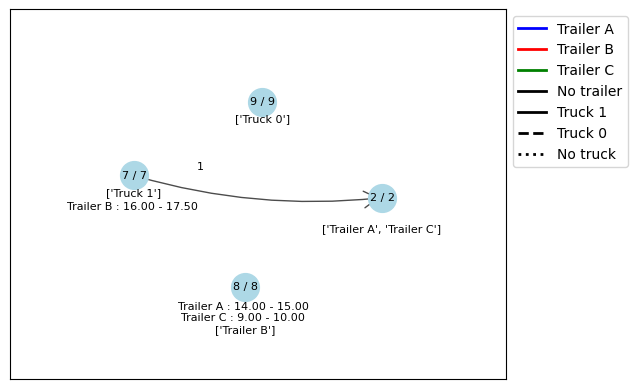 9 / 9
['Truck 0']
1
7 / 7
['Truck 1']
Trailer B : 16.00 - 17.50
2 / 2
['Trailer A', 'Trailer C']
8 / 8
Trailer A : 14.00 - 15.00
Trailer C : 9.00 - 10.00
['Trailer B']
Trailer A
Trailer B
Trailer C
No trailer
Truck 1
Truck 0
No truck